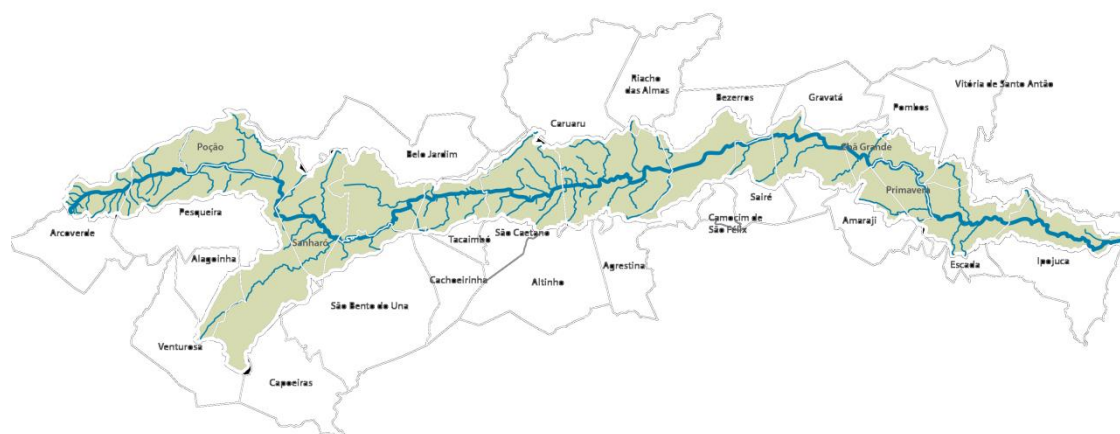 Riacho
das Almas
Vitória de Santo Antão
Bezerros
Gravatá
Pombos
Caruaru
Poção
Belo Jardim
Chá Grande
Primavera
Pesqueira
Sairé
Arcoverde
Camocim de
São Félix
Amaraji
São Caetano
Tacaimbó
Sanharó
Alagoinha
Ipojuca
Escada
Agrestina
Cachoeirinha
Altinho
São Bento do Una
Venturosa
Capoeiras